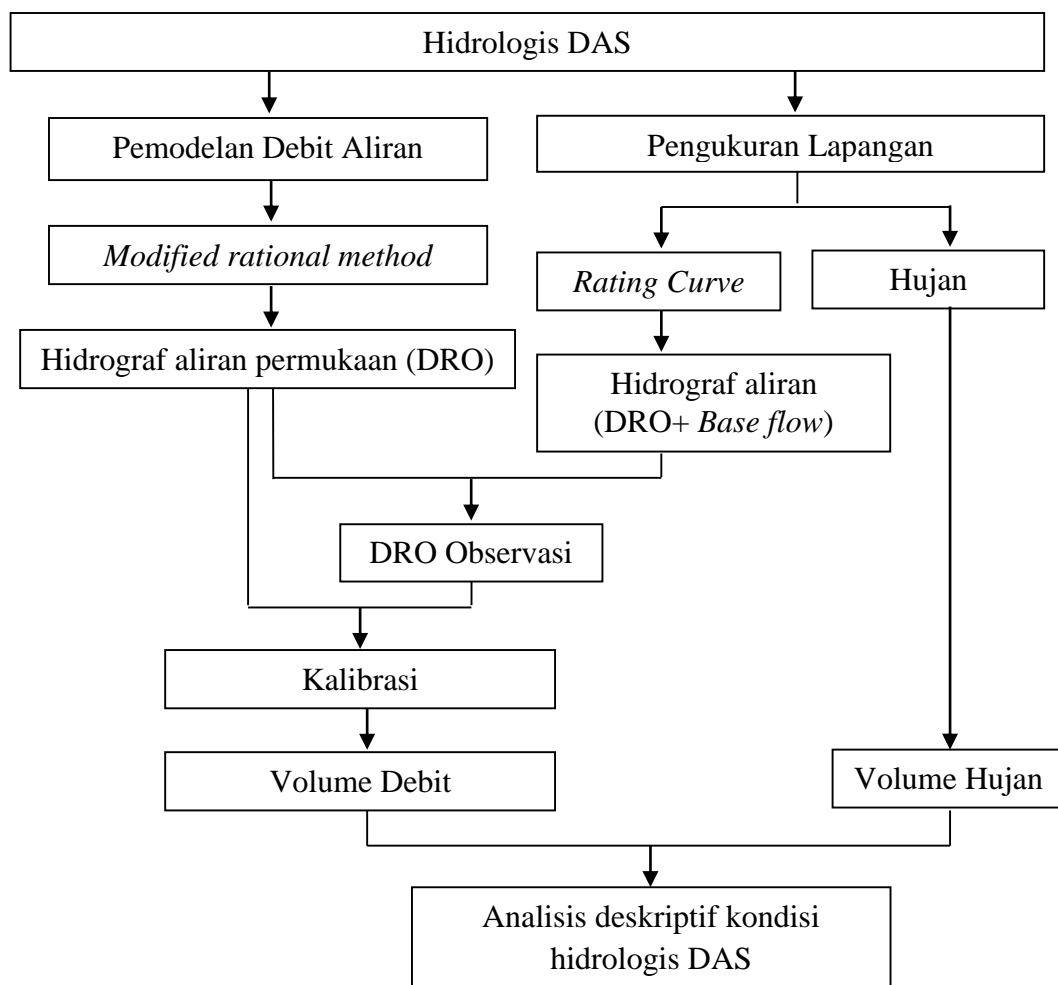 Hidrologis DAS
Pemodelan Debit Aliran
Pengukuran Lapangan
Modified rational method
Rating Curve
Hujan
Hidrograf aliran permukaan (DRO)
Hidrograf aliran
(DRO+ Base flow)
DRO Observasi
Kalibrasi
Volume Debit
Volume Hujan
Analisis deskriptif kondisi
hidrologis DAS